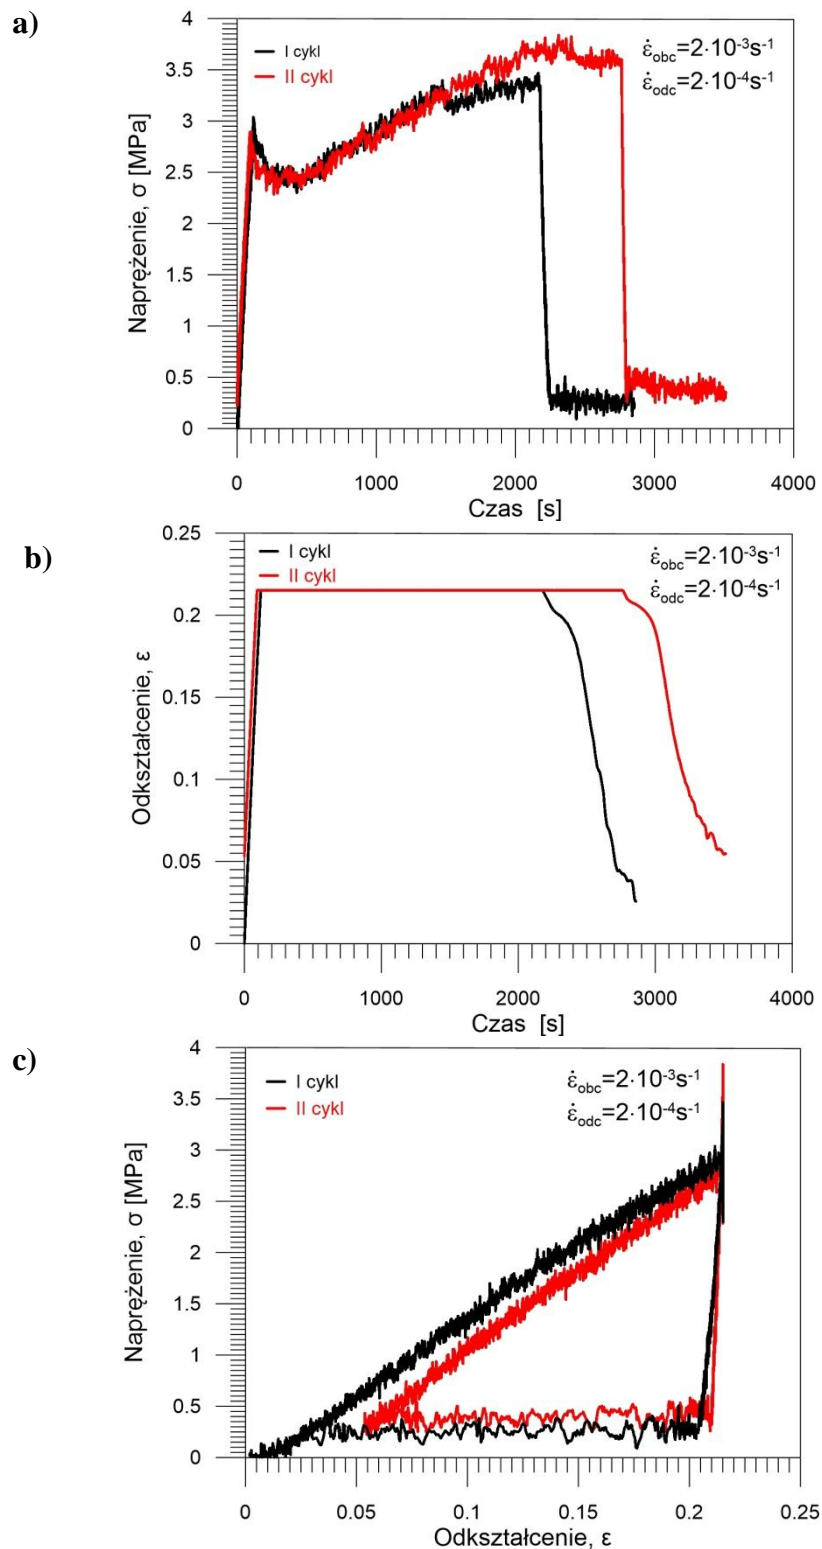 a)
4
3.5
3
2.5
2
1.5
1
0.5
0
Naprężenie, σ [MPa]
I cykl
II cykl
ε̇obc=2·10-3s-1
ε̇odc=2·10-4s-1
0 1000 2000 3000 4000
Czas [s]
b)
0.25
0.2
0.15
0.1
0.05
0
Odkształcenie, ε
I cykl
II cykl
ε̇obc=2·10-3s-1
ε̇odc=2·10-4s-1
0 1000 2000 3000 4000
Czas [s]
c)
4
3.5
3
2.5
2
1.5
1
0.5
0
Naprężenie, σ [MPa]
I cykl
II cykl
ε̇obc=2·10-3s-1
ε̇odc=2·10-4s-1
0 0.05 0.1 0.15 0.2 0.25
Odkształcenie, ε